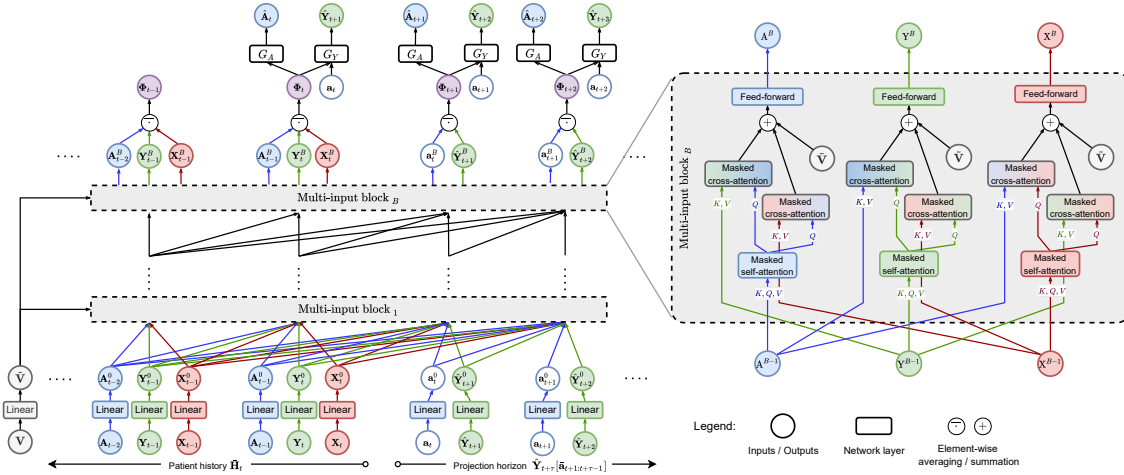 Â_t Ŷ_{t+1} Â_{t+1} Ŷ_{t+2} Â_{t+2} Ŷ_{t+3}
G_A G_Y G_A G_Y G_A G_Y
Φ_{t-1} Φ_t a_t Φ_{t+1} a_{t+1} Φ_{t+2} a_{t+2}
.... A^B_{t-2} Y^B_{t-1} X^B_{t-1} A^B_{t-1} Y^B_t X^B_t a^B_t Ŷ^B_{t+1} a^B_{t+1} Ŷ^B_{t+2} ....
Multi-input block _B
Multi-input block _1
Ṽ .... A^0_{t-2} Y^0_{t-1} X^0_{t-1} A^0_{t-1} Y^0_t X^0_t a^0_t Ŷ^0_{t+1} a^0_{t+1} Ŷ^0_{t+2} ....
Linear Linear Linear Linear Linear Linear Linear Linear Linear Linear Linear
V A_{t-2} Y_{t-1} X_{t-1} A_{t-1} Y_t X_t a_t Ŷ_{t+1} a_{t+1} Ŷ_{t+2}
Patient history H̄_t
Projection horizon Ŷ_{t+τ}[ā_{t+1:t+τ-1}]
A^B Y^B X^B
Feed-forward Feed-forward Feed-forward
+ + +
Ṽ Ṽ Ṽ
Multi-input block _B
Masked cross-attention Masked cross-attention Masked cross-attention
Masked cross-attention Masked cross-attention Masked cross-attention
K, V Q K, V Q K, V Q
K, V Q K, V Q K, V Q
Masked self-attention Masked self-attention Masked self-attention
K, Q, V K, Q, V K, Q, V
A^{B-1} Y^{B-1} X^{B-1}
Legend:
Inputs / Outputs
Network layer
Element-wise
averaging / summation